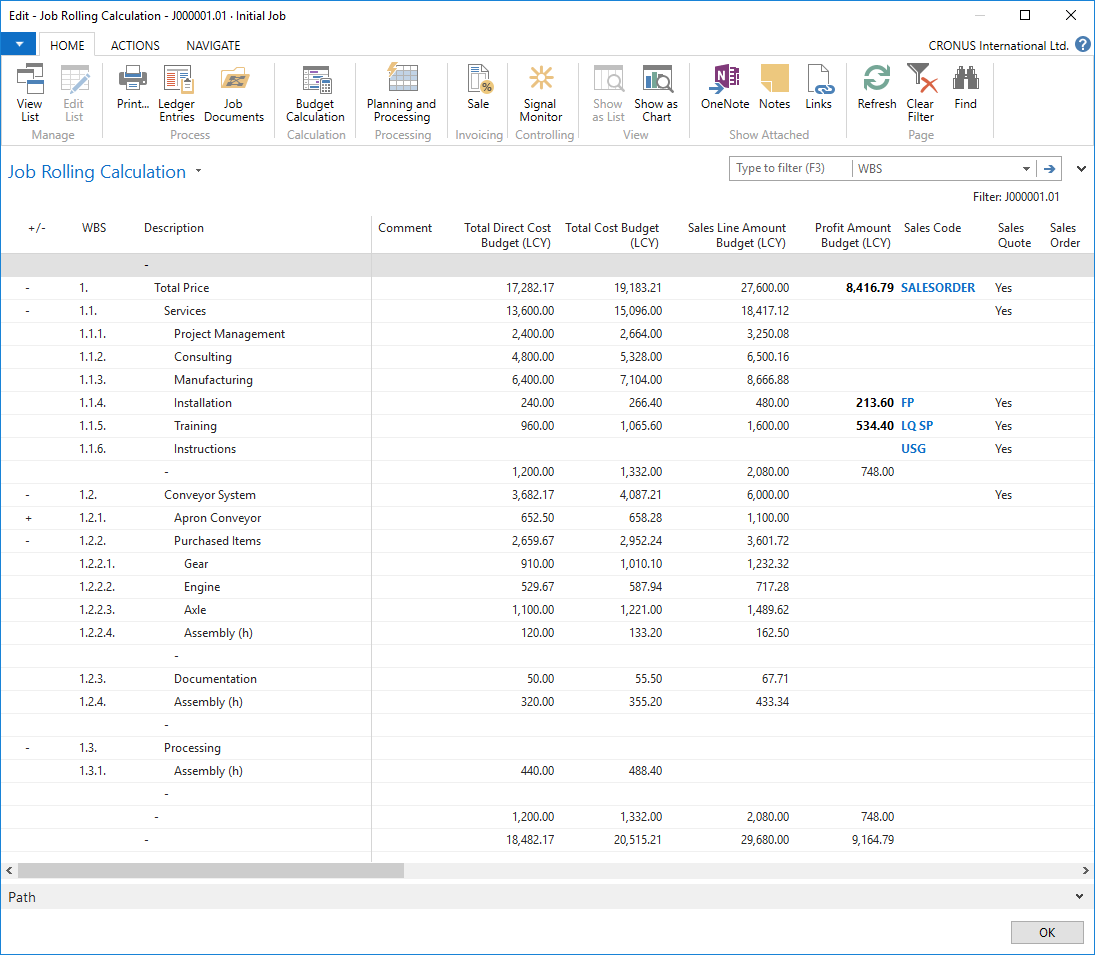 Edit - Job Rolling Calculation - J000001.01 · Initial Job
HOME ACTIONS NAVIGATE CRONUS International Ltd. ?
View List Edit List Print... Ledger Entries Job Documents Budget Calculation Planning and Processing Sale Signal Monitor Show as List Show as Chart OneNote Notes Links Refresh Clear Filter Find
Manage Process Calculation Processing Invoicing Controlling View Show Attached Page
Job Rolling Calculation Type to filter (F3) WBS
Filter: J000001.01
+/- WBS Description Comment Total Direct Cost Budget (LCY) Total Cost Budget (LCY) Sales Line Amount Budget (LCY) Profit Amount Budget (LCY) Sales Code Sales Quote Sales Order
-
- 1. Total Price 17,282.17 19,183.21 27,600.00 8,416.79 SALESORDER Yes
- 1.1. Services 13,600.00 15,096.00 18,417.12 Yes
1.1.1. Project Management 2,400.00 2,664.00 3,250.08
1.1.2. Consulting 4,800.00 5,328.00 6,500.16
1.1.3. Manufacturing 6,400.00 7,104.00 8,666.88
1.1.4. Installation 240.00 266.40 480.00 213.60 FP Yes
1.1.5. Training 960.00 1,065.60 1,600.00 534.40 LQ SP Yes
1.1.6. Instructions USG Yes
- 1,200.00 1,332.00 2,080.00 748.00
- 1.2. Conveyor System 3,682.17 4,087.21 6,000.00 Yes
+ 1.2.1. Apron Conveyor 652.50 658.28 1,100.00
- 1.2.2. Purchased Items 2,659.67 2,952.24 3,601.72
1.2.2.1. Gear 910.00 1,010.10 1,232.32
1.2.2.2. Engine 529.67 587.94 717.28
1.2.2.3. Axle 1,100.00 1,221.00 1,489.62
1.2.2.4. Assembly (h) 120.00 133.20 162.50
-
1.2.3. Documentation 50.00 55.50 67.71
1.2.4. Assembly (h) 320.00 355.20 433.34
-
- 1.3. Processing
1.3.1. Assembly (h) 440.00 488.40
-
- 1,200.00 1,332.00 2,080.00 748.00
- 18,482.17 20,515.21 29,680.00 9,164.79
Path
OK